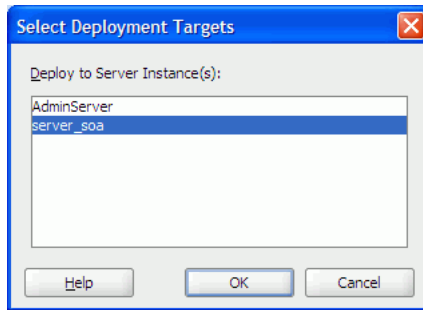 Select Deployment Targets
Deploy to Server Instance(s):
AdminServer
server_soa
Help OK Cancel